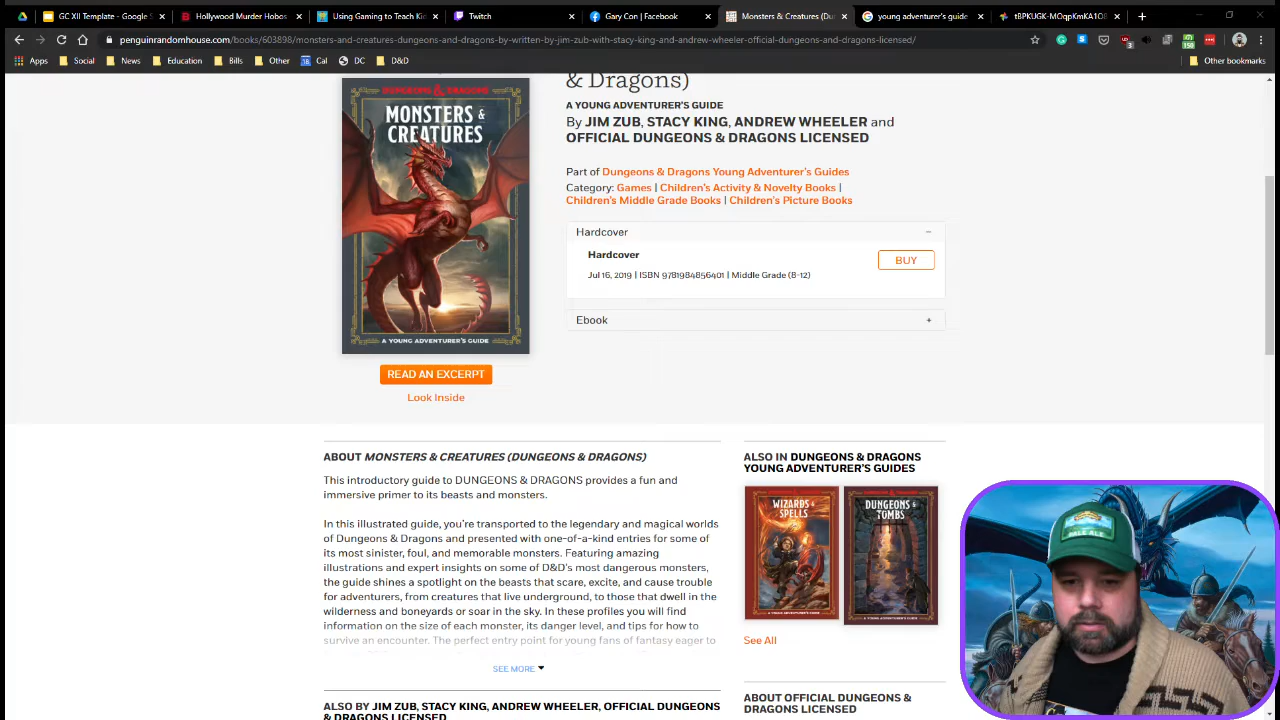 GC XII Template - Google S
Hollywood Murder Hobos
Using Gaming to Teach Ki
Twitch
Gary Con | Facebook
Monsters & Creatures (Du
young adventurer's guide
tBPKUGK-MOqpKmKA1O
penguinrandomhouse.com/books/603898/monsters-and-creatures-dungeons-and-dragons-by-written-by-jim-zub-with-stacy-king-and-andrew-wheeler-official-dungeons-and-dragons-licensed/
3
150
Apps
Social
News
Education
Bills
Other
Cal
DC
D&D
Other bookmarks
& Dragons)
A YOUNG ADVENTURER'S GUIDE
By JIM ZUB, STACY KING, ANDREW WHEELER and
OFFICIAL DUNGEONS & DRAGONS LICENSED
Part of Dungeons & Dragons Young Adventurer's Guides
Category: Games | Children's Activity & Novelty Books |
Children's Middle Grade Books | Children's Picture Books
Hardcover
Hardcover
BUY
Jul 16, 2019 | ISBN 9781984856401 | Middle Grade (8-12)
Ebook
DUNGEONS & DRAGONS
MONSTERS &
CREATURES
A YOUNG ADVENTURER'S GUIDE
READ AN EXCERPT
Look Inside
ABOUT MONSTERS & CREATURES (DUNGEONS & DRAGONS)
This introductory guide to DUNGEONS & DRAGONS provides a fun and
immersive primer to its beasts and monsters.
In this illustrated guide, you're transported to the legendary and magical worlds
of Dungeons & Dragons and presented with one-of-a-kind entries for some of
its most sinister, foul, and memorable monsters. Featuring amazing
illustrations and expert insights on some of D&D's most dangerous monsters,
the guide shines a spotlight on the beasts that scare, excite, and cause trouble
for adventurers, from creatures that live underground, to those that dwell in the
wilderness and boneyards or soar in the sky. In these profiles you will find
information on the size of each monster, its danger level, and tips for how to
survive an encounter. The perfect entry point for young fans of fantasy eager to
SEE MORE
ALSO BY JIM ZUB, STACY KING, ANDREW WHEELER, OFFICIAL DUNGEONS
& DRAGONS LICENSED
ALSO IN DUNGEONS & DRAGONS
YOUNG ADVENTURER'S GUIDES
WIZARDS &
SPELLS
DUNGEONS &
TOMBS
See All
ABOUT OFFICIAL DUNGEONS &
DRAGONS LICENSED
PALE ALE